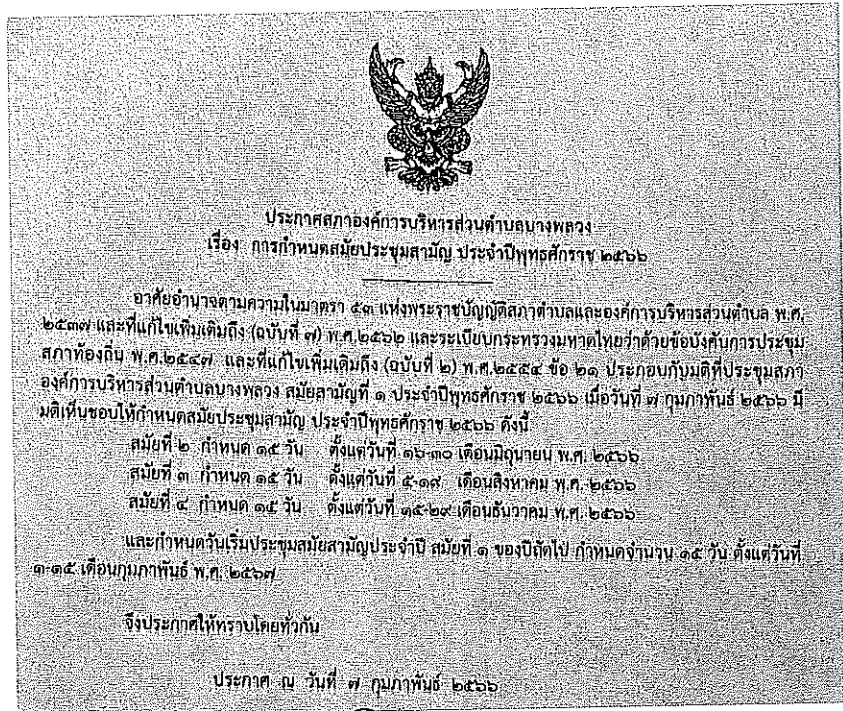 ประกาศสภาองค์การบริหารส่วนตำบลบางพลวง
เรื่อง การกำหนดสมัยประชุมสามัญ ประจำปีพุทธศักราช ๒๕๖๖
อาศัยอำนาจตามความในมาตรา ๕๓ แห่งพระราชบัญญัติสภาตำบลและองค์การบริหารส่วนตำบล พ.ศ.
๒๕๓๗ และที่แก้ไขเพิ่มเติมถึง (ฉบับที่ ๗) พ.ศ.๒๕๖๒ และระเบียบกระทรวงมหาดไทยว่าด้วยข้อบังคับการประชุม
สภาท้องถิ่น พ.ศ.๒๕๔๗ และที่แก้ไขเพิ่มเติมถึง (ฉบับที่ ๒) พ.ศ.๒๕๕๔ ข้อ ๒๑ ประกอบกับมติที่ประชุมสภา
องค์การบริหารส่วนตำบลบางพลวง สมัยสามัญที่ ๑ ประจำปีพุทธศักราช ๒๕๖๖ เมื่อวันที่ ๗ กุมภาพันธ์ ๒๕๖๖ มี
มติเห็นชอบให้กำหนดสมัยประชุมสามัญ ประจำปีพุทธศักราช ๒๕๖๖ ดังนี้
สมัยที่ ๒ กำหนด ๑๕ วัน ตั้งแต่วันที่ ๑๖-๓๐ เดือนมิถุนายน พ.ศ. ๒๕๖๖
สมัยที่ ๓ กำหนด ๑๕ วัน ตั้งแต่วันที่ ๕-๑๙ เดือนสิงหาคม พ.ศ. ๒๕๖๖
สมัยที่ ๔ กำหนด ๑๕ วัน ตั้งแต่วันที่ ๑๕-๒๙ เดือนธันวาคม พ.ศ. ๒๕๖๖
และกำหนดวันเริ่มประชุมสมัยสามัญประจำปี สมัยที่ ๑ ของปีถัดไป กำหนดจำนวน ๑๕ วัน ตั้งแต่วันที่
๑-๑๕ เดือนกุมภาพันธ์ พ.ศ. ๒๕๖๗
จึงประกาศให้ทราบโดยทั่วกัน
ประกาศ ณ วันที่ ๗ กุมภาพันธ์ ๒๕๖๖